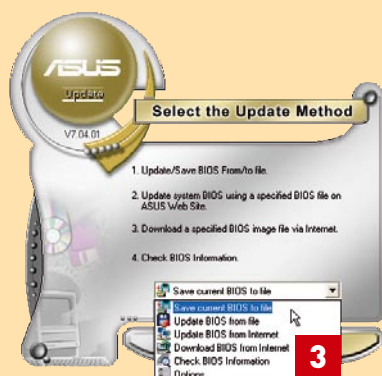 ASUS
Update
V7.04.01
Select the Update Method
1. Update/Save BIOS From/to file.
2. Update system BIOS using a specified BIOS file on
ASUS Web Site.
3. Download a specified BIOS image file via Internet.
4. Check BIOS Information.
Save current BIOS to file
Save current BIOS to file
Update BIOS from file
Update BIOS from Internet
Download BIOS from Internet
Check BIOS Information
Options
3